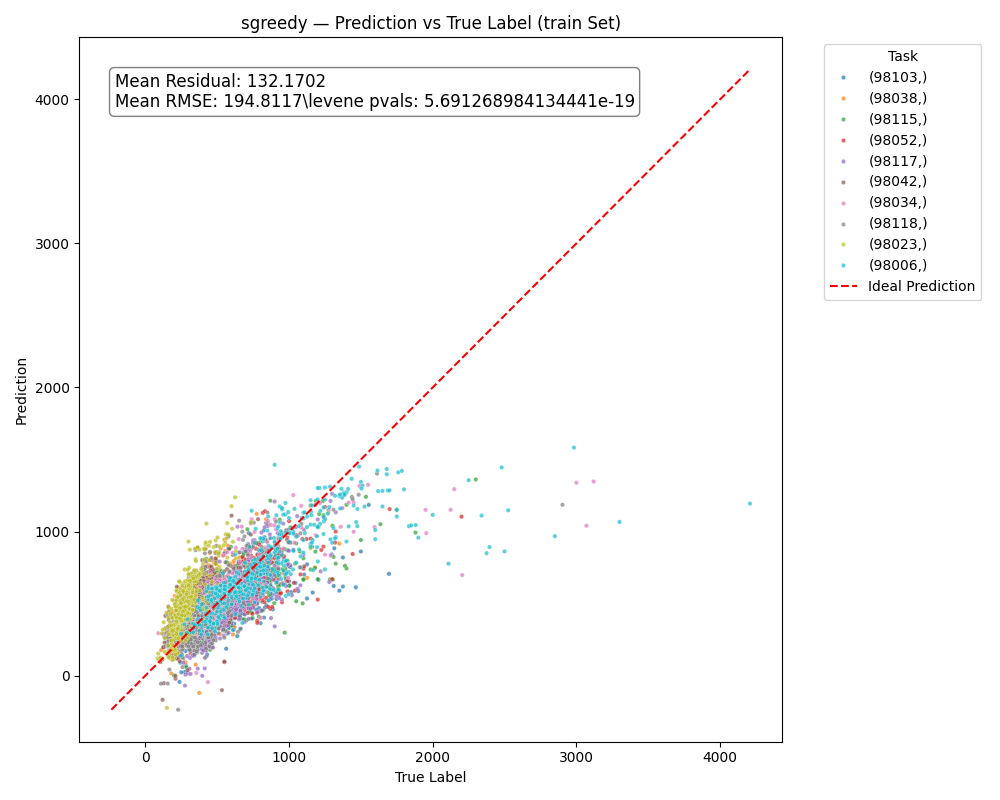 sgreedy — Prediction vs True Label (train Set)
Mean Residual: 132.1702
Mean RMSE: 194.8117\levene pvals: 5.691268984134441e-19
Task
(98103,)
(98038,)
(98115,)
(98052,)
(98117,)
(98042,)
(98034,)
(98118,)
(98023,)
(98006,)
Ideal Prediction
Prediction
4000
3000
2000
1000
0
0 1000 2000 3000 4000
True Label